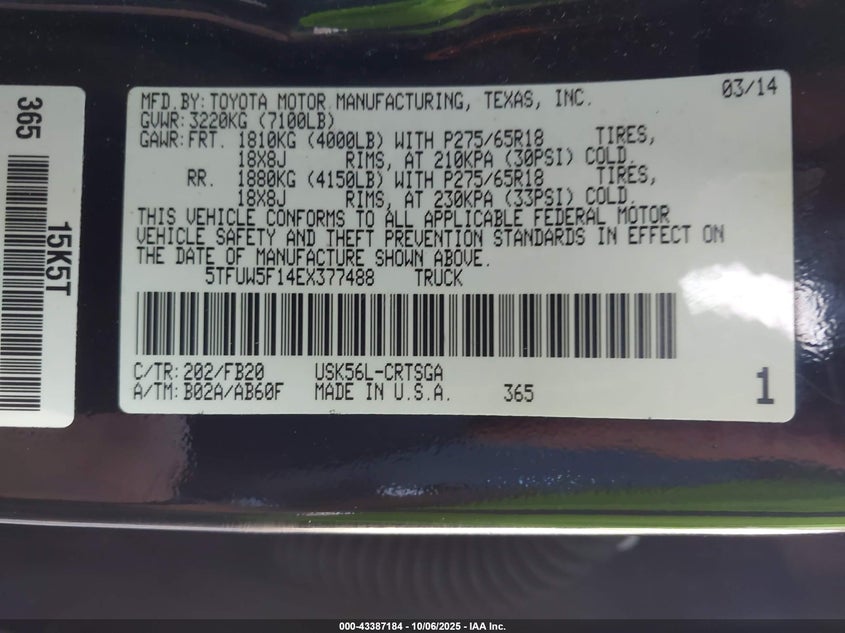 365
15K5T
MFD.BY:TOYOTA MOTOR MANUFACTURING, TEXAS, INC. 03/14
GVWR:3220KG (7100LB)
GAWR:FRT. 1810KG (4000LB) WITH P275/65R18 TIRES,
18X8J RIMS, AT 210KPA (30PSI) COLD.
RR. 1880KG (4150LB) WITH P275/65R18 TIRES,
18X8J RIMS, AT 230KPA (33PSI) COLD.
THIS VEHICLE CONFORMS TO ALL APPLICABLE FEDERAL MOTOR
VEHICLE SAFETY AND THEFT PREVENTION STANDARDS IN EFFECT ON
THE DATE OF MANUFACTURE SHOWN ABOVE.
5TFUW5F14EX377488 TRUCK
C/TR:202/FB20 USK56L-CRTSGA
A/TM:B02A/AB60F MADE IN U.S.A. 365 1
000-43387184 - 10/06/2025 - IAA Inc.